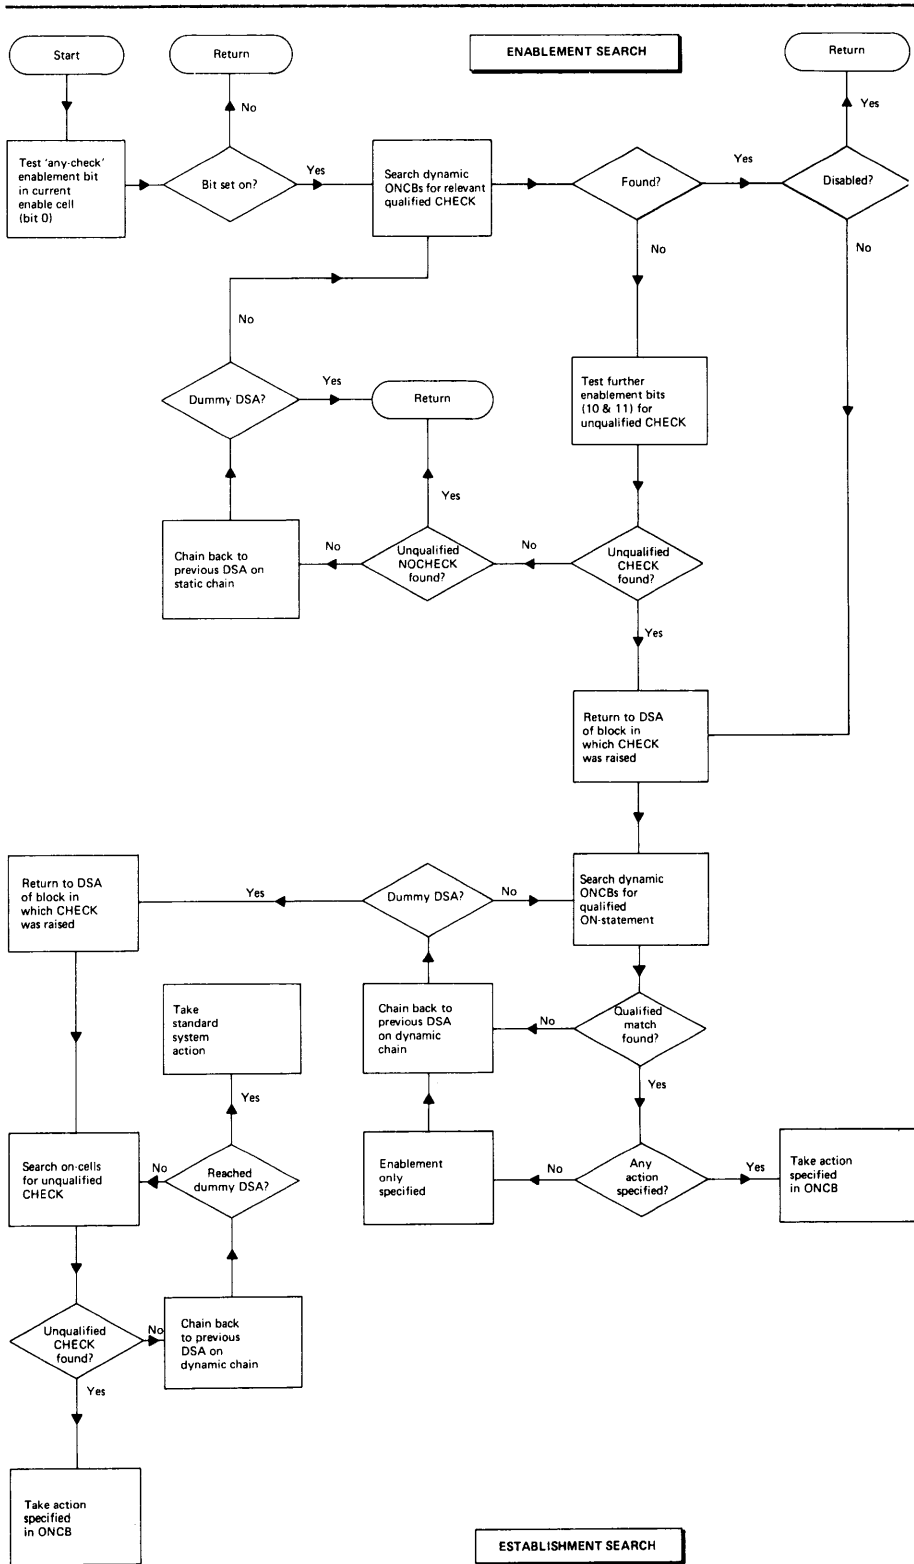 Start
Return
ENABLEMENT SEARCH
Return
No
Yes
Test 'any-check'
enablement bit
in current
enable cell
(bit 0)
Bit set on?
Yes
Search dynamic
ONCBs for relevant
qualified CHECK
Found?
Yes
Disabled?
No
No
No
Dummy DSA?
Yes
Return
Test further
enablement bits
(10 & 11) for
unqualified CHECK
Yes
Chain back to
previous DSA on
static chain
No
Unqualified
NOCHECK
found?
No
Unqualified
CHECK
found?
Yes
Return to DSA
of block in
which CHECK
was raised
Return to DSA
of block in
which CHECK
was raised
Yes
Dummy DSA?
No
Search dynamic
ONCBs for
qualified
ON-statement
Take
standard
system
action
Chain back to
previous DSA
on dynamic
chain
No
Qualified
match
found?
Yes
Yes
Search on-cells
for unqualified
CHECK
No
Reached
dummy DSA?
Enablement
only
specified
No
Any
action
specified?
Yes
Take action
specified
in ONCB
Unqualified
CHECK
found?
No
Chain back
to previous
DSA on
dynamic chain
Yes
Take action
specified
in ONCB
ESTABLISHMENT SEARCH